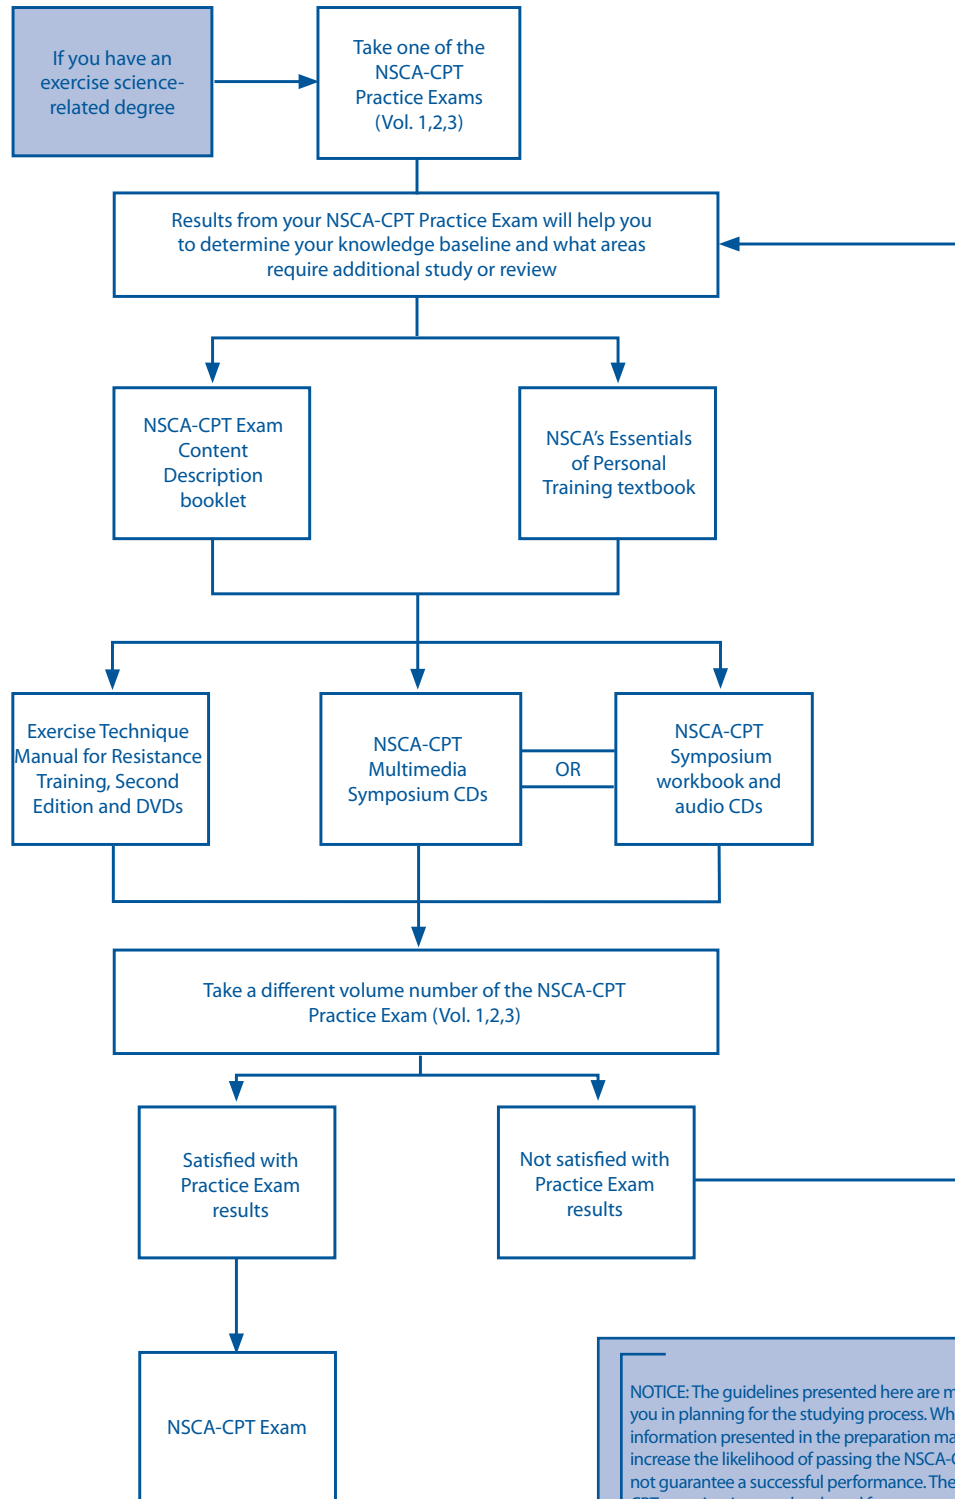 If you have an
exercise science-
related degree
Take one of the
NSCA-CPT
Practice Exams
(Vol. 1,2,3)
Results from your NSCA-CPT Practice Exam will help you
to determine your knowledge baseline and what areas
require additional study or review
NSCA-CPT Exam
Content
Description
booklet
NSCA's Essentials
of Personal
Training textbook
Exercise Technique
Manual for Resistance
Training, Second
Edition and DVDs
NSCA-CPT
Multimedia
Symposium CDs
OR
NSCA-CPT
Symposium
workbook and
audio CDs
Take a different volume number of the NSCA-CPT
Practice Exam (Vol. 1,2,3)
Satisfied with
Practice Exam
results
Not satisfied with
Practice Exam
results
NSCA-CPT Exam
NOTICE: The guidelines presented here are
you in planning for the studying process.
information presented in the preparation
increase the likelihood of passing the
not guarantee a successful performance. The